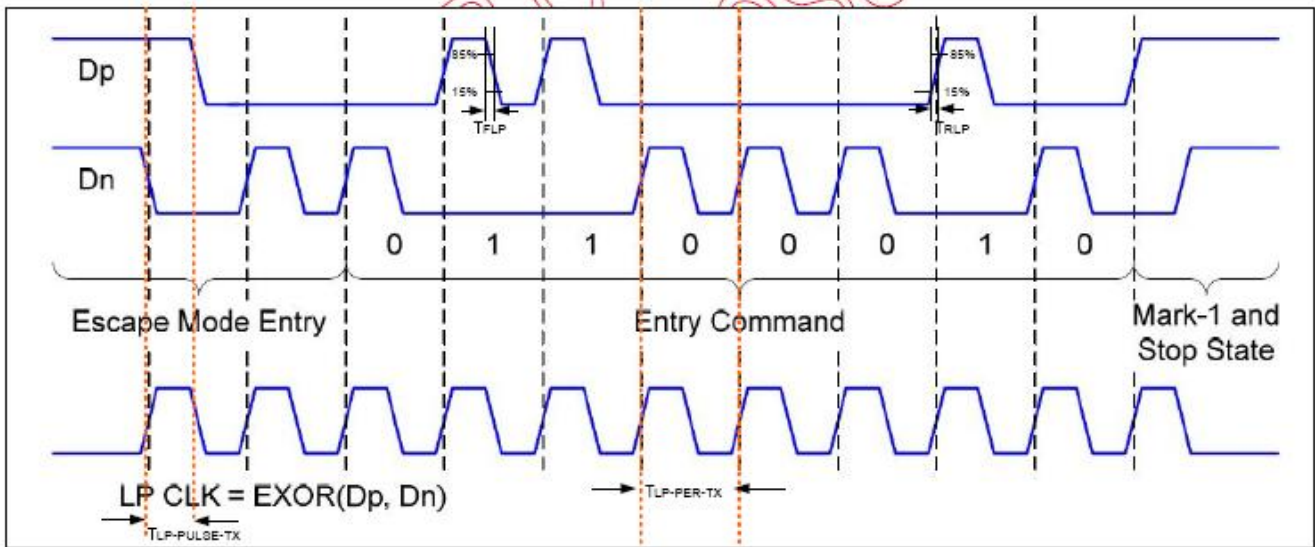 Dp
85%
15%
TFLP
85%
15%
TRLP
Dn
0 1 1 0 0 0 1 0
Escape Mode Entry
Entry Command
Mark-1 and
Stop State
LP CLK = EXOR(Dp, Dn)
TLP-PER-TX
TLP-PULSE-TX